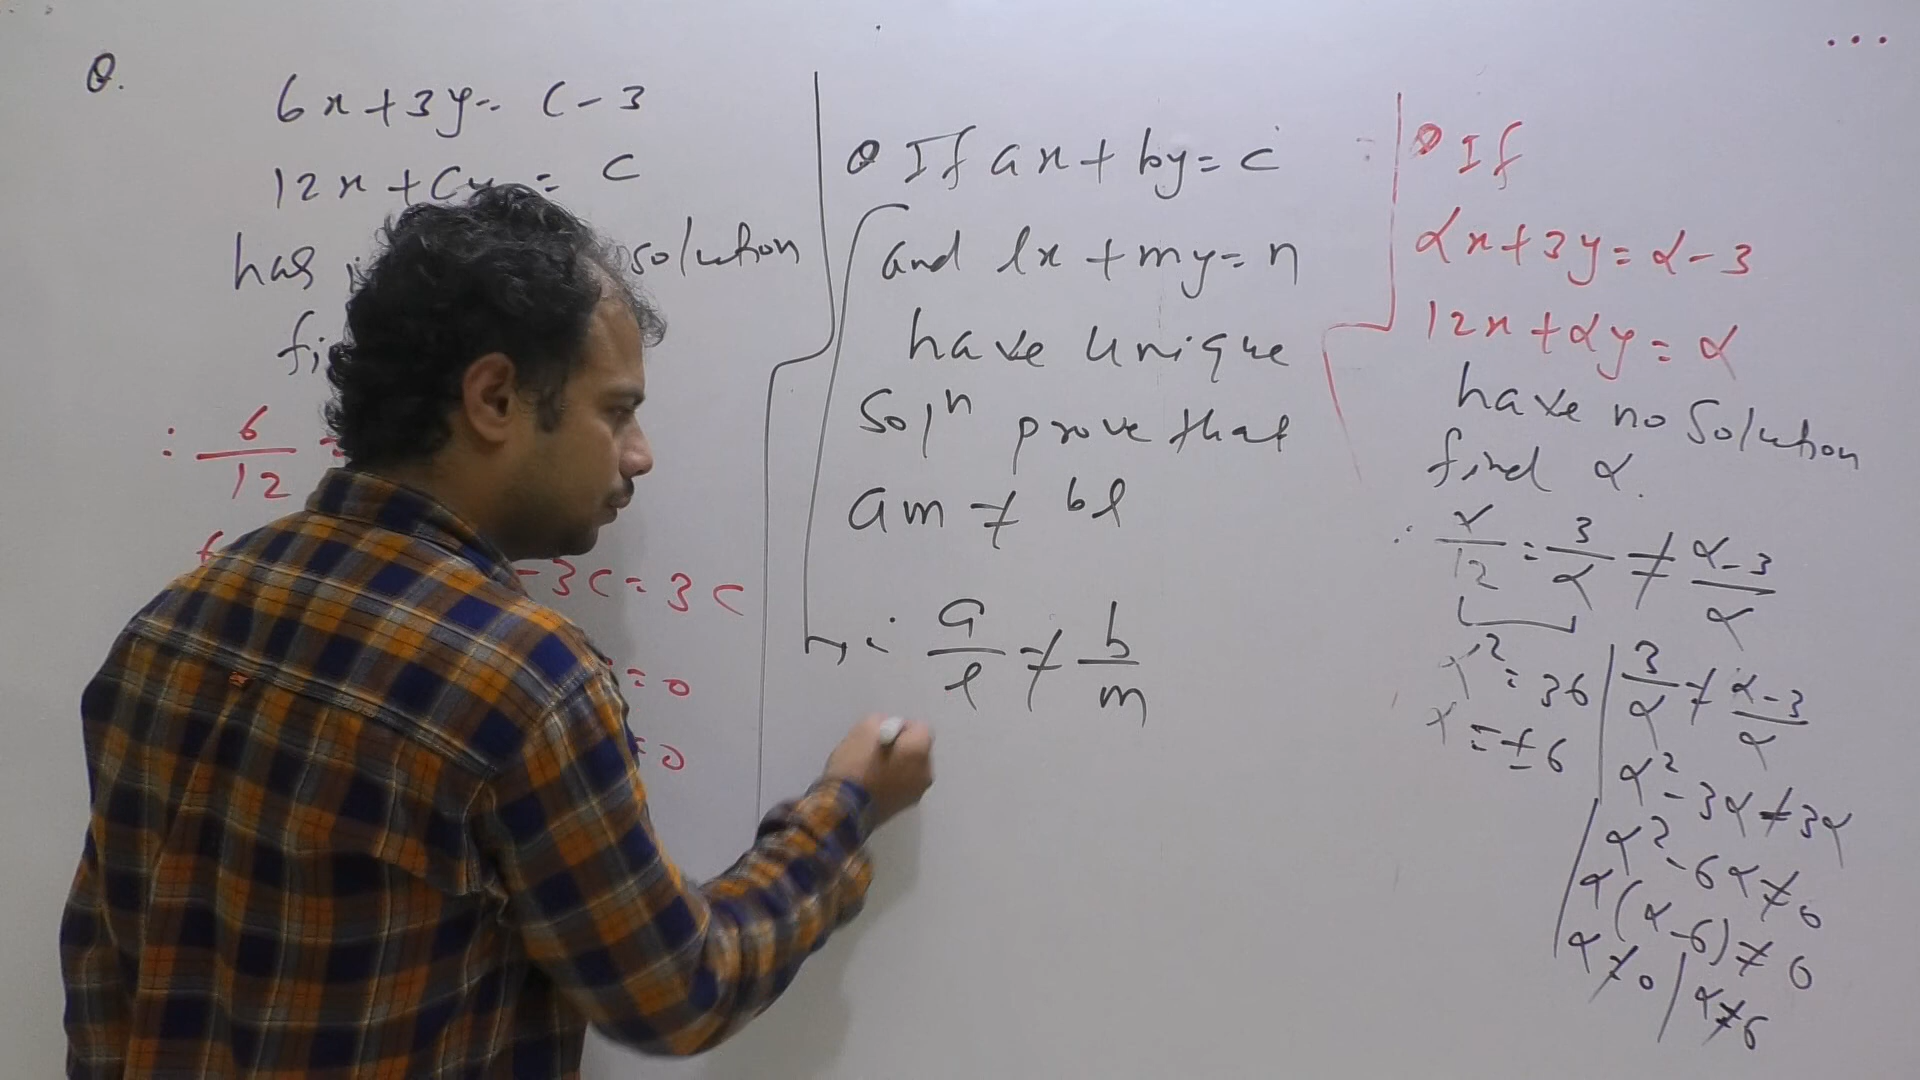 Q.
6x+3y= c-3
12x+cy = c
has solution
: 6/12 =
-3c=3c
=0
=0
Q If ax+by=c
and lx+my=n
have unique
Solⁿ prove that
am ≠ bl
∴ a/l ≠ b/m
Q If
αx+3y=α-3
12x+αy=α
have no Solution
find α.
∴ α/12 = 3/α ≠ α-3/α
α²=36
α=±6
3/α ≠ α-3/α
α²-3α≠3α
α²-6α≠0
α(α-6)≠0
α≠0 | α≠6